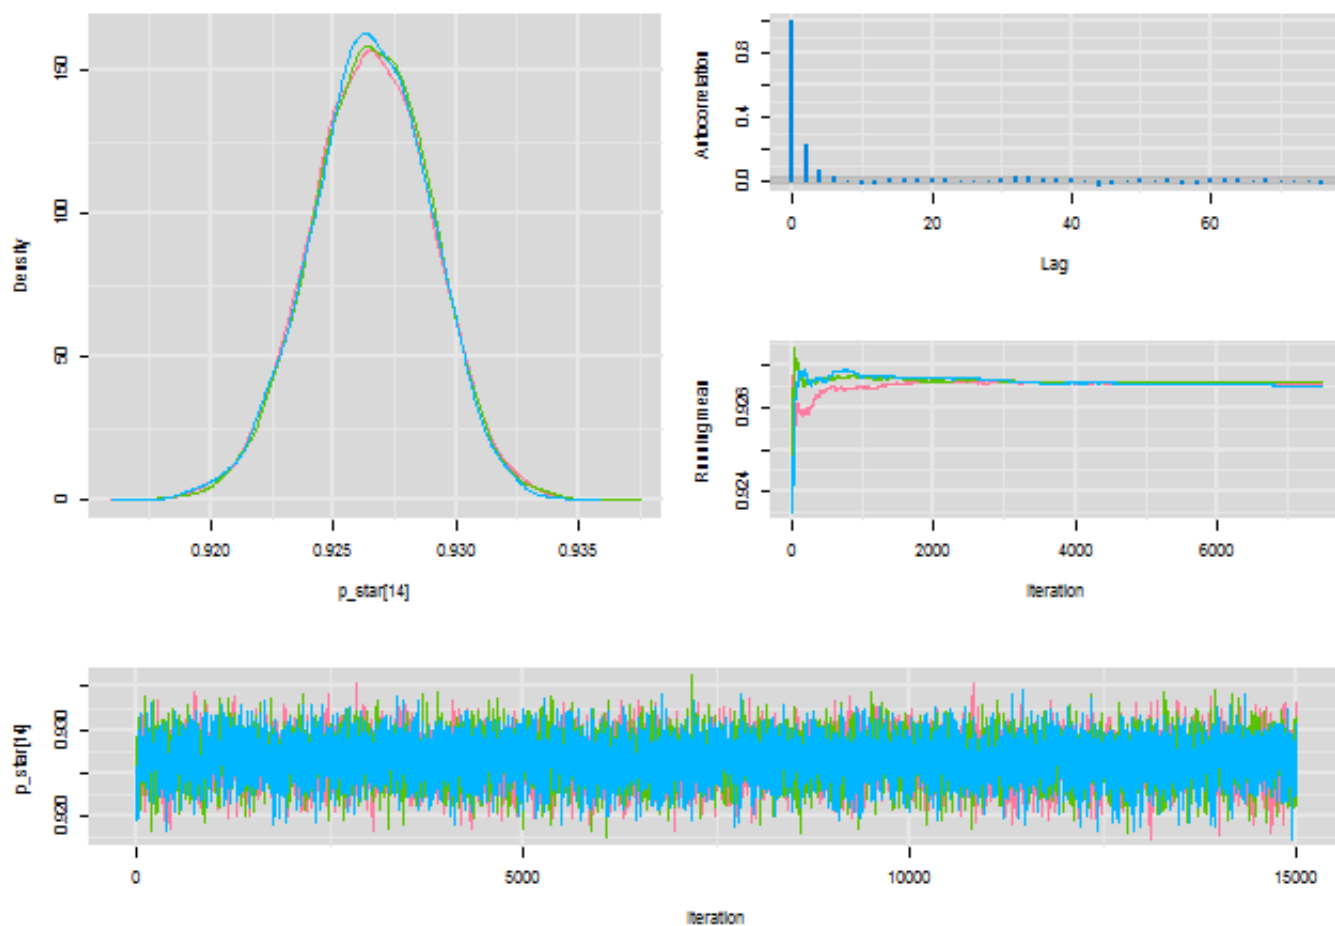 Density
150
100
50
0
0.920 0.925 0.930 0.935
p_star[14]
Autocorrelation
0.8
0.4
0.0
0 20 40 60
Lag
Running mean
0.926
0.924
0 2000 4000 6000
Iteration
p_star[14]
0.930
0.920
0 5000 10000 15000
Iteration